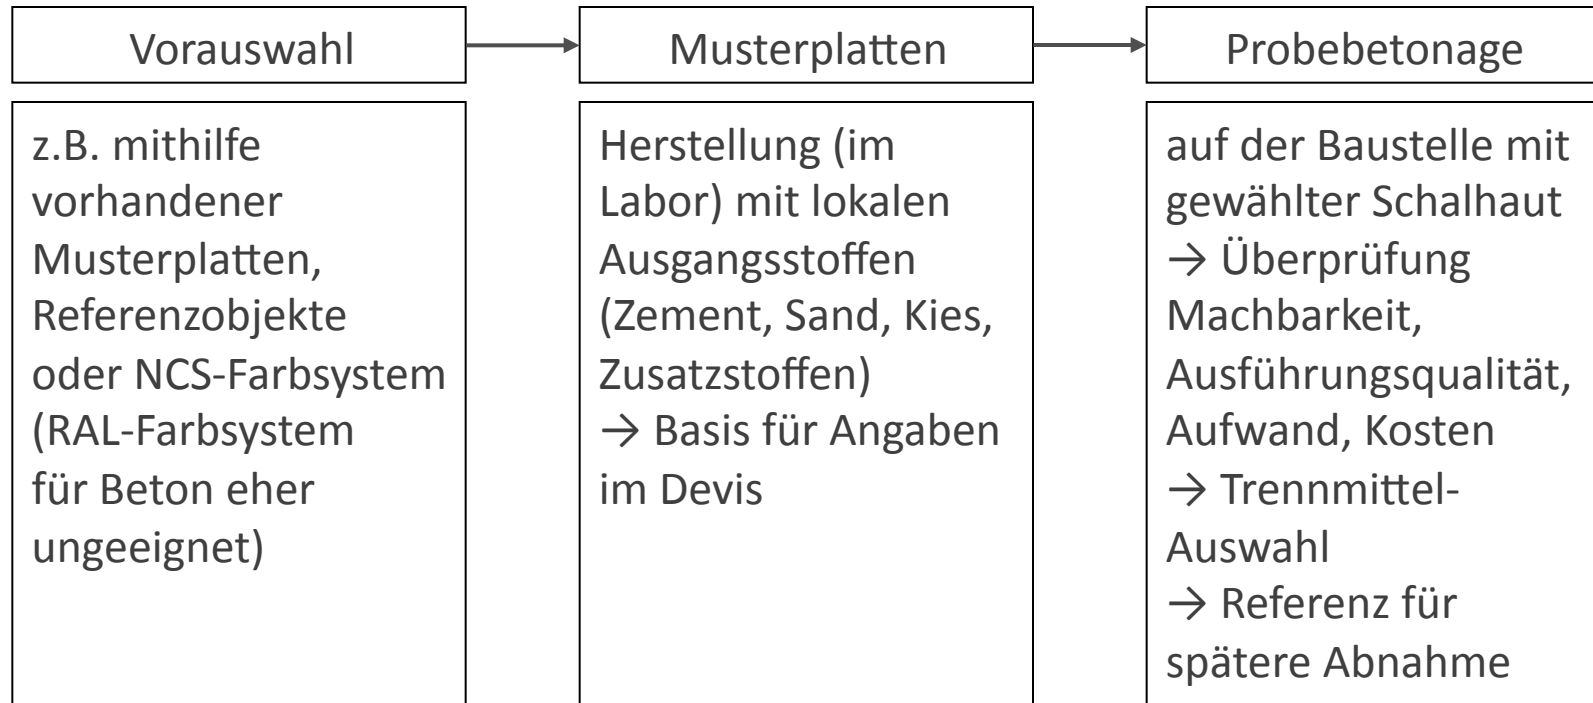 Vorauswahl
Musterplatten
Probebetonage
z.B. mithilfe
vorhandener
Musterplatten,
Referenzobjekte
oder NCS-Farbsystem
(RAL-Farbsystem
für Beton eher
ungeeignet)
Herstellung (im
Labor) mit lokalen
Ausgangsstoffen
(Zement, Sand, Kies,
Zusatzstoffen)
→ Basis für Angaben
im Devis
auf der Baustelle mit
gewählter Schalhaut
→ Überprüfung
Machbarkeit,
Ausführungsqualität,
Aufwand, Kosten
→ Trennmittel-
Auswahl
→ Referenz für
spätere Abnahme